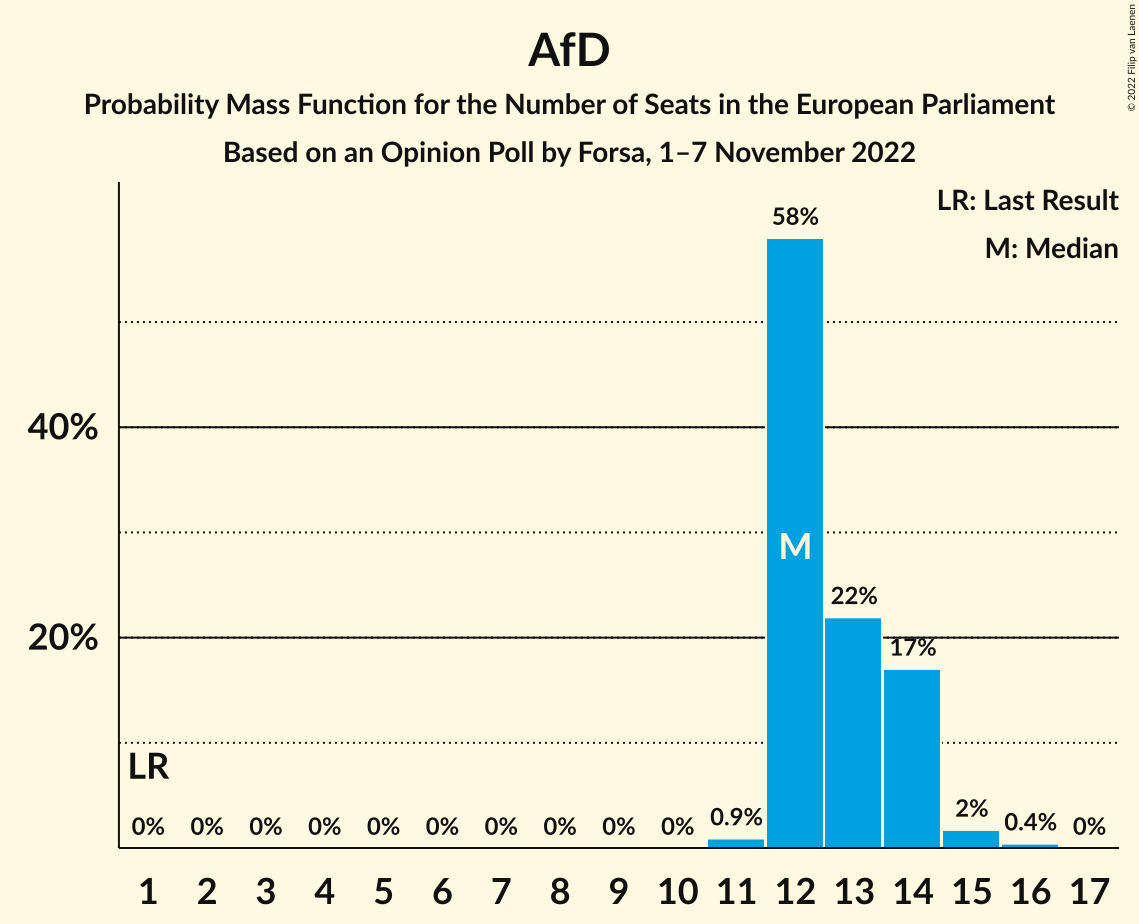 AfD
Probability Mass Function for the Number of Seats in the European Parliament
Based on an Opinion Poll by Forsa, 1–7 November 2022
© 2022 Filip van Laenen
LR: Last Result
M: Median
58%
40%
M
22%
20%
17%
LR
0% 0% 0% 0% 0% 0% 0% 0% 0% 0% 0.9% 2% 0.4% 0%
1 2 3 4 5 6 7 8 9 10 11 12 13 14 15 16 17